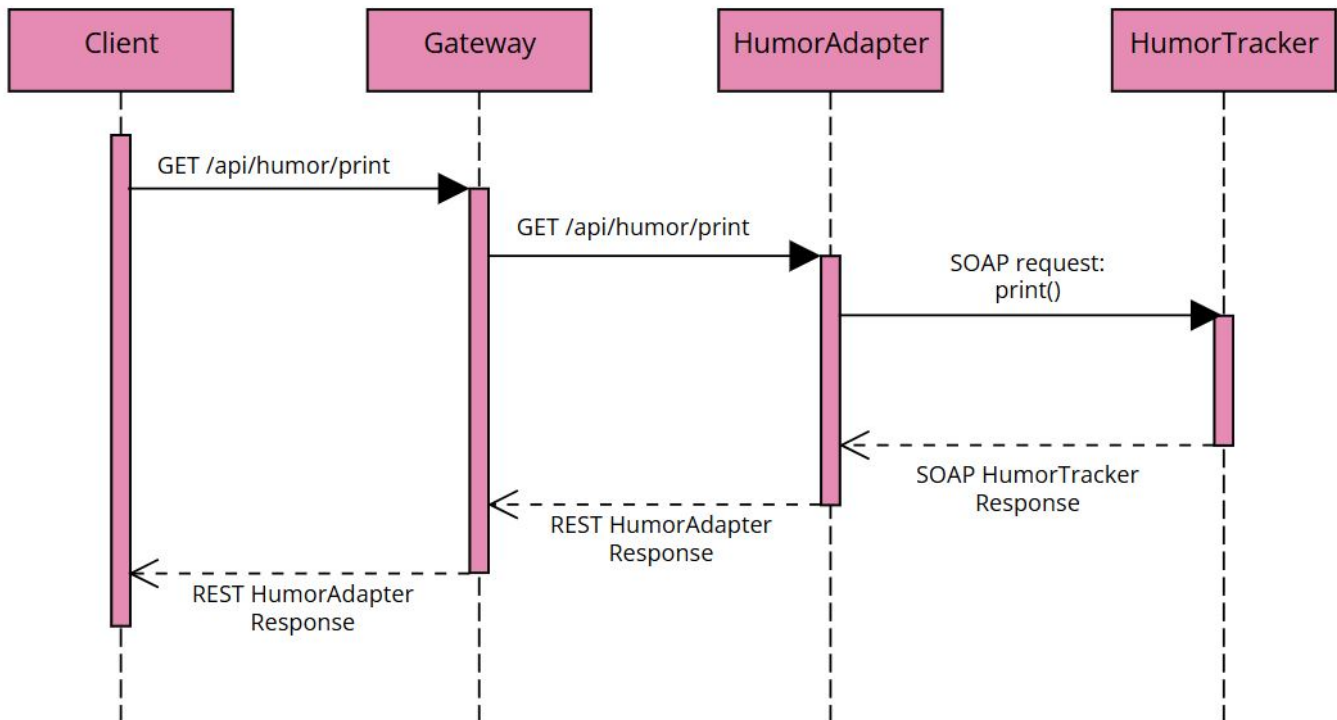 Client
Gateway
HumorAdapter
HumorTracker
GET /api/humor/print
GET /api/humor/print
SOAP request:
print()
SOAP HumorTracker
Response
REST HumorAdapter
Response
REST HumorAdapter
Response